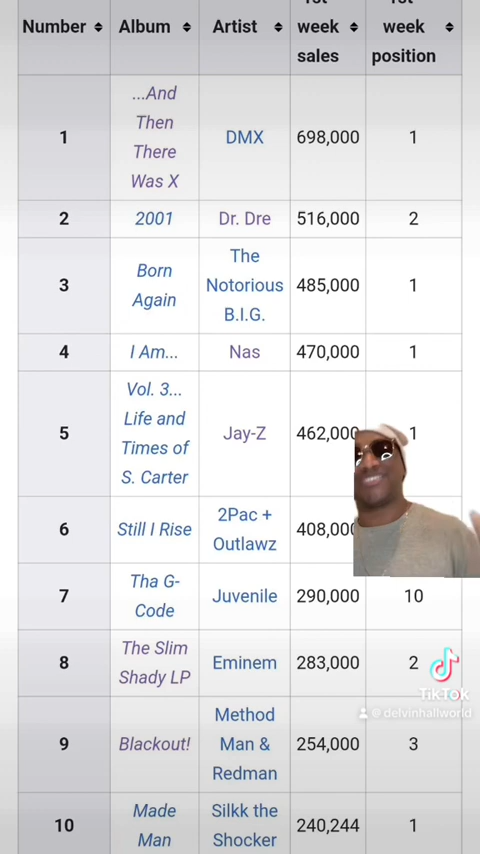 1st
1st
Number Album Artist week week
sales position
...And
Then
1 There DMX 698,000 1
Was X
2 2001 Dr. Dre 516,000 2
The
3 Born Notorious 485,000 1
Again B.I.G.
4 I Am... Nas 470,000 1
Vol. 3...
Life and
5 Times of Jay-Z 462,000 1
S. Carter
6 Still I Rise 2Pac + 408,000
Outlawz
7 Tha G- Juvenile 290,000 10
Code
8 The Slim Eminem 283,000 2
Shady LP
Method
9 Blackout! Man & 254,000 3
Redman
10 Made Silkk the 240,244 1
Man Shocker
TikTok
@ delvinhallworld